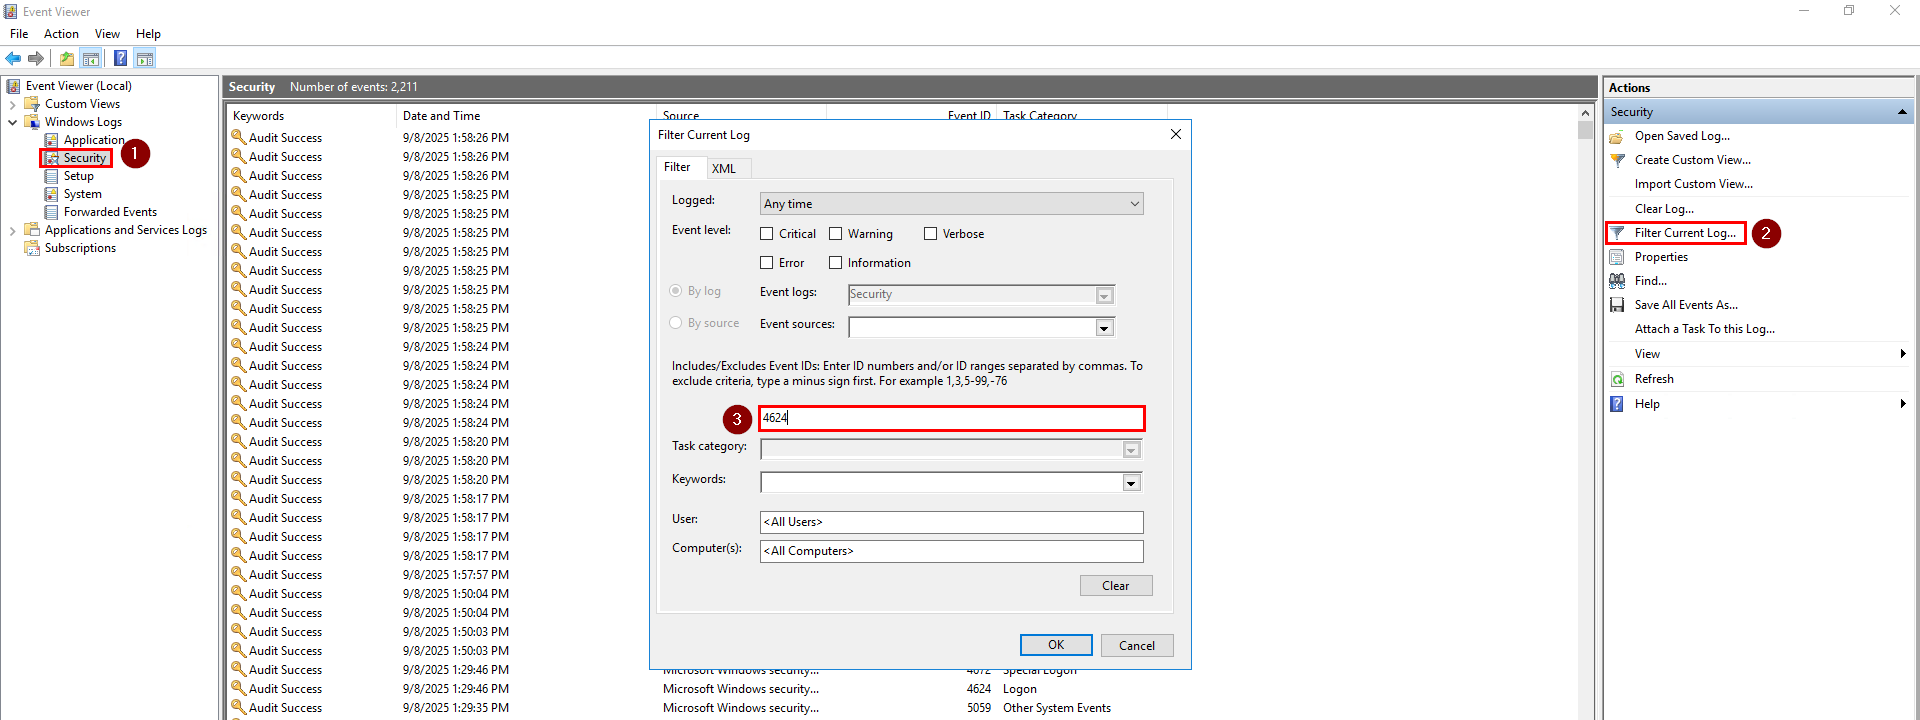 Event Viewer
File Action View Help
Event Viewer (Local)
Custom Views
Windows Logs
Application
Security
1
Setup
System
Forwarded Events
Applications and Services Logs
Subscriptions
Security Number of events: 2,211
Keywords Date and Time Source Event ID Task Category
Audit Success 9/8/2025 1:58:26 PM
Audit Success 9/8/2025 1:58:26 PM
Audit Success 9/8/2025 1:58:26 PM
Audit Success 9/8/2025 1:58:25 PM
Audit Success 9/8/2025 1:58:25 PM
Audit Success 9/8/2025 1:58:25 PM
Audit Success 9/8/2025 1:58:25 PM
Audit Success 9/8/2025 1:58:25 PM
Audit Success 9/8/2025 1:58:25 PM
Audit Success 9/8/2025 1:58:25 PM
Audit Success 9/8/2025 1:58:25 PM
Audit Success 9/8/2025 1:58:24 PM
Audit Success 9/8/2025 1:58:24 PM
Audit Success 9/8/2025 1:58:24 PM
Audit Success 9/8/2025 1:58:24 PM
Audit Success 9/8/2025 1:58:24 PM
Audit Success 9/8/2025 1:58:20 PM
Audit Success 9/8/2025 1:58:20 PM
Audit Success 9/8/2025 1:58:20 PM
Audit Success 9/8/2025 1:58:17 PM
Audit Success 9/8/2025 1:58:17 PM
Audit Success 9/8/2025 1:58:17 PM
Audit Success 9/8/2025 1:58:17 PM
Audit Success 9/8/2025 1:57:57 PM
Audit Success 9/8/2025 1:50:04 PM
Audit Success 9/8/2025 1:50:04 PM
Audit Success 9/8/2025 1:50:03 PM
Audit Success 9/8/2025 1:50:03 PM
Audit Success 9/8/2025 1:29:46 PM Microsoft Windows security... 4672 Special Logon
Audit Success 9/8/2025 1:29:46 PM Microsoft Windows security... 4624 Logon
Audit Success 9/8/2025 1:29:35 PM Microsoft Windows security... 5059 Other System Events
Filter Current Log
Filter XML
Logged: Any time
Event level: Critical Warning Verbose
Error Information
By log Event logs: Security
By source Event sources:
Includes/Excludes Event IDs: Enter ID numbers and/or ID ranges separated by commas. To
exclude criteria, type a minus sign first. For example 1,3,5-99,-76
3 4624
Task category:
Keywords:
User: <All Users>
Computer(s): <All Computers>
Clear
OK Cancel
Actions
Security
Open Saved Log...
Create Custom View...
Import Custom View...
Clear Log...
Filter Current Log... 2
Properties
Find...
Save All Events As...
Attach a Task To this Log...
View
Refresh
Help